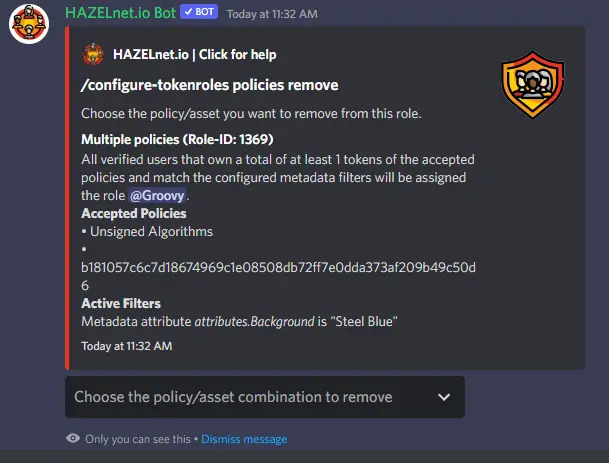 HAZELnet.io Bot ✓ BOT Today at 11:32 AM
HAZELnet.io | Click for help
/configure-tokenroles policies remove
Choose the policy/asset you want to remove from this role.
Multiple policies (Role-ID: 1369)
All verified users that own a total of at least 1 tokens of the accepted
policies and match the configured metadata filters will be assigned
the role @Groovy.
Accepted Policies
• Unsigned Algorithms
•
b181057c6c7d18674969c1e08508db72ff7e0dda373af209b49c50d
6
Active Filters
Metadata attribute attributes.Background is "Steel Blue"
Today at 11:32 AM
Choose the policy/asset combination to remove
Only you can see this • Dismiss message